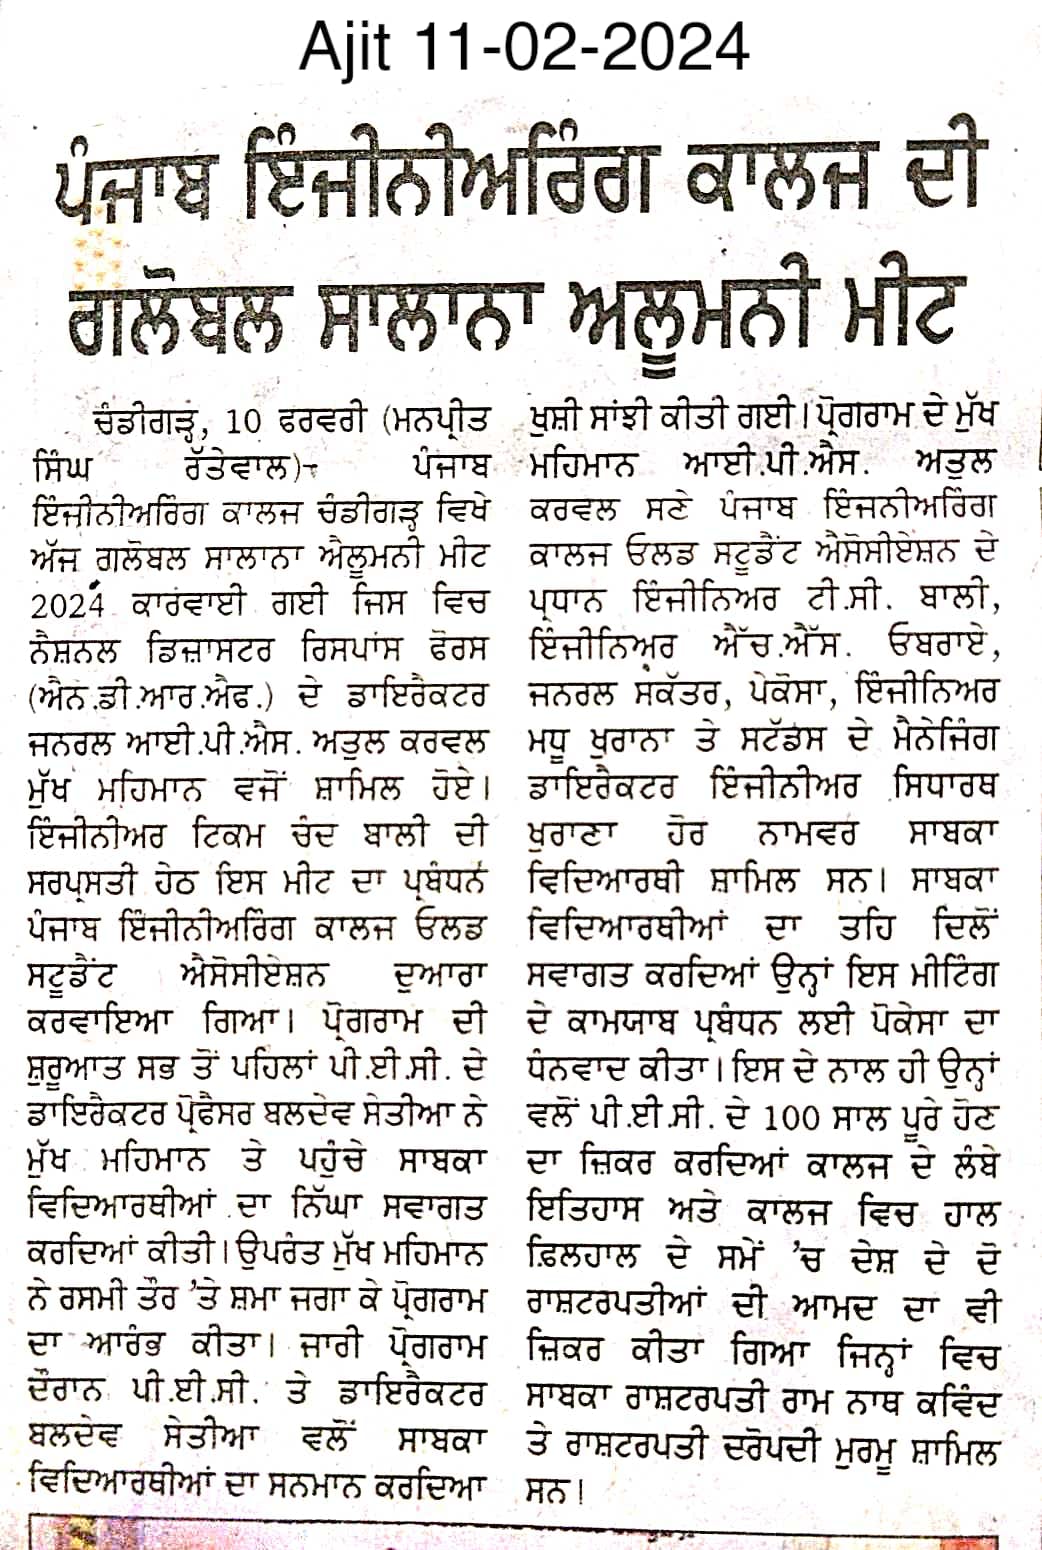 Ajit 11-02-2024
ਪੰਜਾਬ ਇੰਜੀਨੀਅਰਿੰਗ ਕਾਲਜ ਦੀ
ਗਲੋਬਲ ਸਾਲਾਨਾ ਅਲੂਮਨੀ ਮੀਟ
ਚੰਡੀਗੜ੍ਹ, 10 ਫਰਵਰੀ (ਮਨਪ੍ਰੀਤ
ਸਿੰਘ ਰੱਤੇਵਾਲ)- ਪੰਜਾਬ
ਇੰਜੀਨੀਅਰਿੰਗ ਕਾਲਜ ਚੰਡੀਗੜ੍ਹ ਵਿਖੇ
ਅੱਜ ਗਲੋਬਲ ਸਾਲਾਨਾ ਐਲੂਮਨੀ ਮੀਟ
2024 ਕਾਰਵਾਈ ਗਈ ਜਿਸ ਵਿਚ
ਨੈਸ਼ਨਲ ਡਿਜ਼ਾਸਟਰ ਰਿਸਪਾਂਸ ਫੋਰਸ
(ਐਨ.ਡੀ.ਆਰ.ਐਫ.) ਦੇ ਡਾਇਰੈਕਟਰ
ਜਨਰਲ ਆਈ.ਪੀ.ਐਸ. ਅਤੁਲ ਕਰਵਲ
ਮੁੱਖ ਮਹਿਮਾਨ ਵਜੋਂ ਸ਼ਾਮਿਲ ਹੋਏ।
ਇੰਜੀਨੀਅਰ ਟਿਕਮ ਚੰਦ ਬਾਲੀ ਦੀ
ਸਰਪ੍ਰਸਤੀ ਹੇਠ ਇਸ ਮੀਟ ਦਾ ਪ੍ਰਬੰਧਨ
ਪੰਜਾਬ ਇੰਜੀਨੀਅਰਿੰਗ ਕਾਲਜ ਓਲਡ
ਸਟੂਡੈਂਟ ਐਸੋਸੀਏਸ਼ਨ ਦੁਆਰਾ
ਕਰਵਾਇਆ ਗਿਆ। ਪ੍ਰੋਗਰਾਮ ਦੀ
ਸ਼ੁਰੂਆਤ ਸਭ ਤੋਂ ਪਹਿਲਾਂ ਪੀ.ਈ.ਸੀ. ਦੇ
ਡਾਇਰੈਕਟਰ ਪ੍ਰੋਫੈਸਰ ਬਲਦੇਵ ਸੇਤੀਆ ਨੇ
ਮੁੱਖ ਮਹਿਮਾਨ ਤੇ ਪਹੁੰਚੇ ਸਾਬਕਾ
ਵਿਦਿਆਰਥੀਆਂ ਦਾ ਨਿੱਘਾ ਸਵਾਗਤ
ਕਰਦਿਆਂ ਕੀਤੀ। ਉਪਰੰਤ ਮੁੱਖ ਮਹਿਮਾਨ
ਨੇ ਰਸਮੀ ਤੌਰ 'ਤੇ ਸ਼ਮਾ ਜਗਾ ਕੇ ਪ੍ਰੋਗਰਾਮ
ਦਾ ਆਰੰਭ ਕੀਤਾ। ਜਾਰੀ ਪ੍ਰੋਗਰਾਮ
ਦੌਰਾਨ ਪੀ.ਈ.ਸੀ. ਤੇ ਡਾਇਰੈਕਟਰ
ਬਲਦੇਵ ਸੇਤੀਆ ਵਲੋਂ ਸਾਬਕਾ
ਵਿਦਿਆਰਥੀਆਂ ਦਾ ਸਨਮਾਨ ਕਰਦਿਆ
ਖੁਸ਼ੀ ਸਾਂਝੀ ਕੀਤੀ ਗਈ। ਪ੍ਰੋਗਰਾਮ ਦੇ ਮੁੱਖ
ਮਹਿਮਾਨ ਆਈ.ਪੀ.ਐਸ. ਅਤੁਲ
ਕਰਵਲ ਸਣੇ ਪੰਜਾਬ ਇੰਜਨੀਅਰਿੰਗ
ਕਾਲਜ ਓਲਡ ਸਟੂਡੈਂਟ ਐਸੋਸੀਏਸ਼ਨ ਦੇ
ਪ੍ਰਧਾਨ ਇੰਜੀਨਿਅਰ ਟੀ.ਸੀ. ਬਾਲੀ,
ਇੰਜੀਨਿਅਰ ਐੱਚ.ਐੱਸ. ਓਬਰਾਏ,
ਜਨਰਲ ਸਕੱਤਰ, ਪੇਕੋਸਾ, ਇੰਜੀਨਿਅਰ
ਮਧੂ ਖੁਰਾਨਾ ਤੇ ਸਟੱਡਸ ਦੇ ਮੈਨੇਜਿੰਗ
ਡਾਇਰੈਕਟਰ ਇੰਜੀਨੀਅਰ ਸਿਧਾਰਥ
ਖੁਰਾਣਾ ਹੋਰ ਨਾਮਵਰ ਸਾਬਕਾ
ਵਿਦਿਆਰਥੀ ਸ਼ਾਮਿਲ ਸਨ। ਸਾਬਕਾ
ਵਿਦਿਆਰਥੀਆਂ ਦਾ ਤਹਿ ਦਿਲੋਂ
ਸਵਾਗਤ ਕਰਦਿਆਂ ਉਨ੍ਹਾਂ ਇਸ ਮੀਟਿੰਗ
ਦੇ ਕਾਮਯਾਬ ਪ੍ਰਬੰਧਨ ਲਈ ਪੋਕੇਸਾ ਦਾ
ਧੰਨਵਾਦ ਕੀਤਾ। ਇਸ ਦੇ ਨਾਲ ਹੀ ਉਨ੍ਹਾਂ
ਵਲੋਂ ਪੀ.ਈ.ਸੀ. ਦੇ 100 ਸਾਲ ਪੂਰੇ ਹੋਣ
ਦਾ ਜ਼ਿਕਰ ਕਰਦਿਆਂ ਕਾਲਜ ਦੇ ਲੰਬੇ
ਇਤਿਹਾਸ ਅਤੇ ਕਾਲਜ ਵਿਚ ਹਾਲ
ਫ਼ਿਲਹਾਲ ਦੇ ਸਮੇਂ 'ਚ ਦੇਸ਼ ਦੇ ਦੋ
ਰਾਸ਼ਟਰਪਤੀਆਂ ਦੀ ਆਮਦ ਦਾ ਵੀ
ਜ਼ਿਕਰ ਕੀਤਾ ਗਿਆ ਜਿਨ੍ਹਾਂ ਵਿਚ
ਸਾਬਕਾ ਰਾਸ਼ਟਰਪਤੀ ਰਾਮ ਨਾਥ ਕਵਿੰਦ
ਤੇ ਰਾਸ਼ਟਰਪਤੀ ਦਰੋਪਦੀ ਮੁਰਮੂ ਸ਼ਾਮਿਲ
ਸਨ।